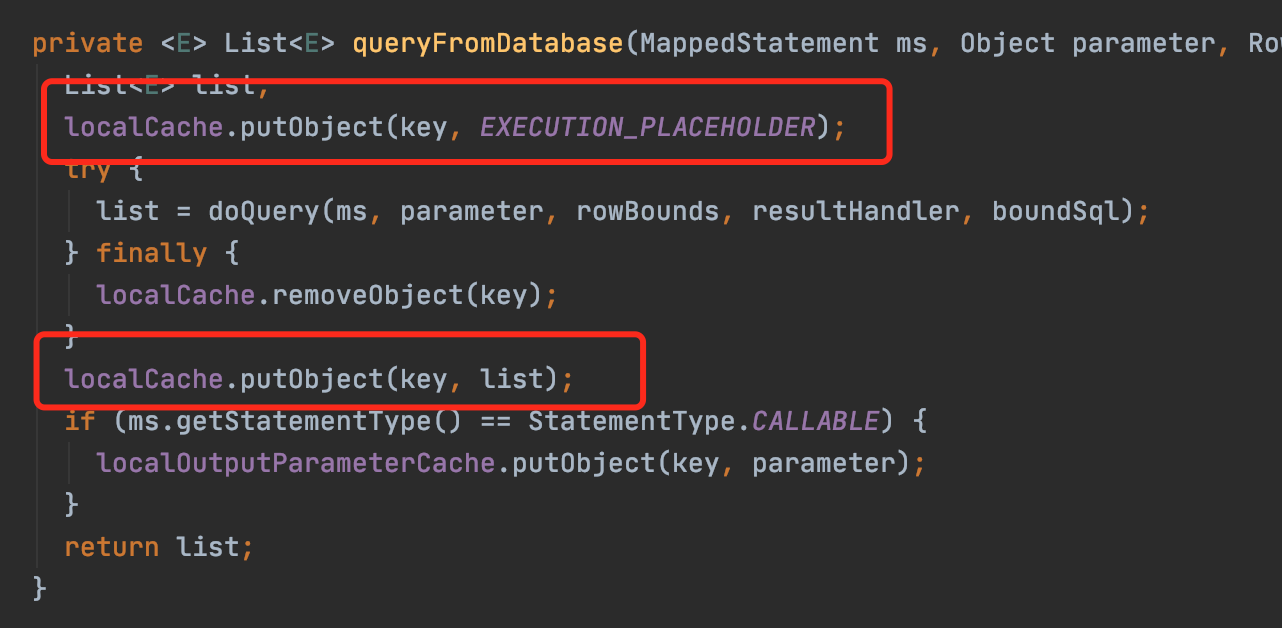 private <E> List<E> queryFromDatabase(MappedStatement ms, Object parameter, Ro
List<E> list;
localCache.putObject(key, EXECUTION_PLACEHOLDER);
try {
list = doQuery(ms, parameter, rowBounds, resultHandler, boundSql);
} finally {
localCache.removeObject(key);
}
localCache.putObject(key, list);
if (ms.getStatementType() == StatementType.CALLABLE) {
localOutputParameterCache.putObject(key, parameter);
}
return list;
}